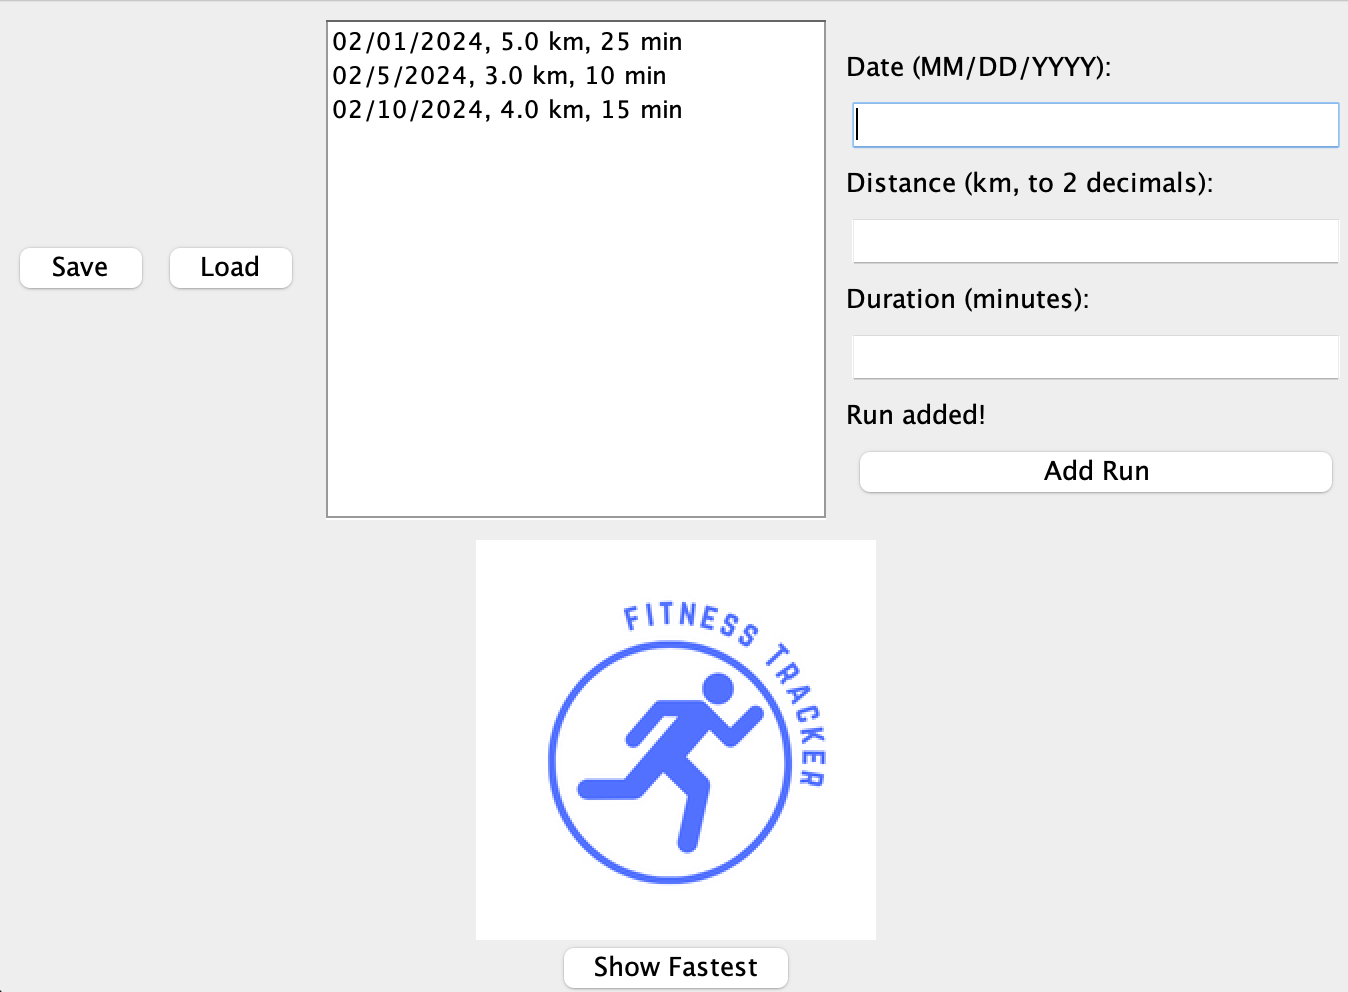 02/01/2024, 5.0 km, 25 min
02/5/2024, 3.0 km, 10 min
02/10/2024, 4.0 km, 15 min
Date (MM/DD/YYYY):
Distance (km, to 2 decimals):
Save
Load
Duration (minutes):
Run added!
Add Run
FITNESS TRACKER
Show Fastest